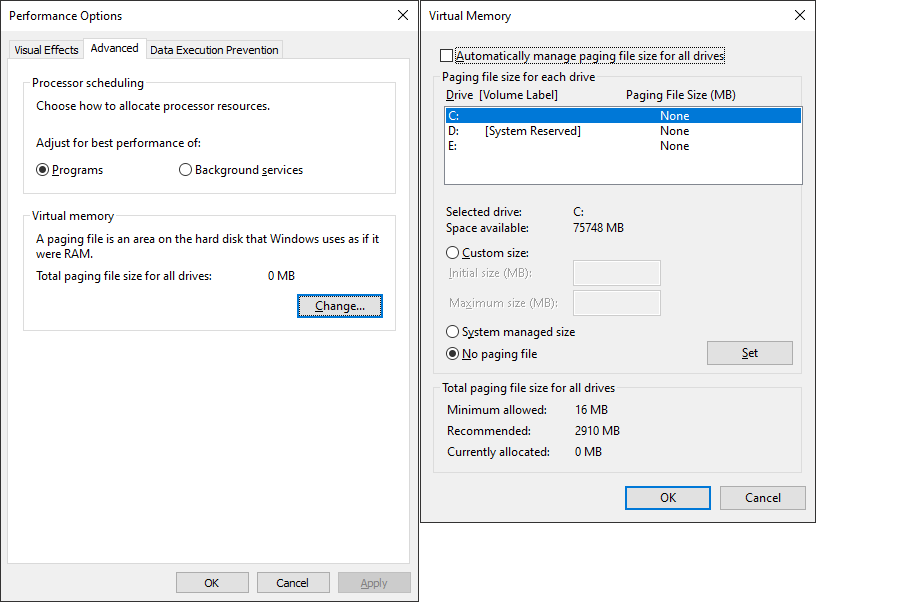 Performance Options
Visual Effects Advanced Data Execution Prevention
Processor scheduling
Choose how to allocate processor resources.
Adjust for best performance of:
Programs Background services
Virtual memory
A paging file is an area on the hard disk that Windows uses as if it
were RAM.
Total paging file size for all drives: 0 MB
Change...
OK Cancel Apply
Virtual Memory
Automatically manage paging file size for all drives
Paging file size for each drive
Drive [Volume Label] Paging File Size (MB)
C: None
D: [System Reserved] None
E: None
Selected drive: C:
Space available: 75748 MB
Custom size:
Initial size (MB):
Maximum size (MB):
System managed size
No paging file Set
Total paging file size for all drives
Minimum allowed: 16 MB
Recommended: 2910 MB
Currently allocated: 0 MB
OK Cancel